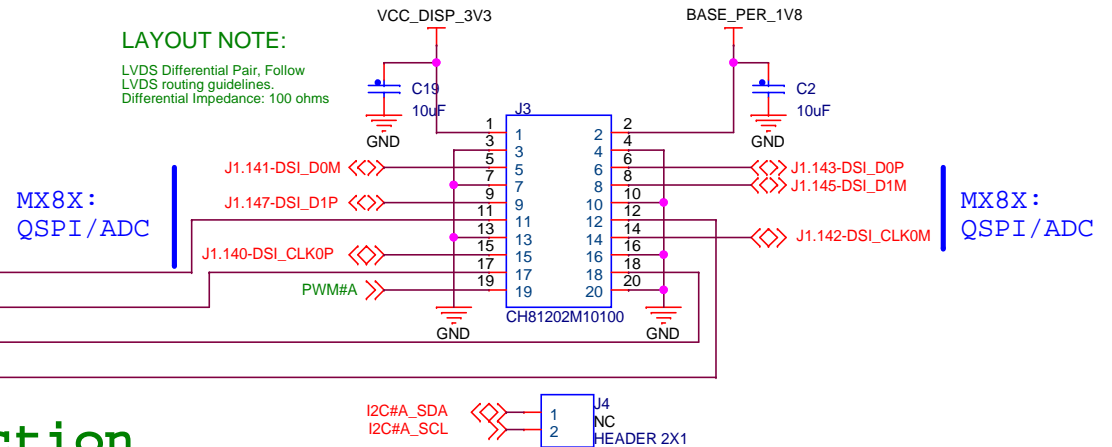 VCC_DISP_3V3
BASE_PER_1V8
LAYOUT NOTE:
LVDS Differential Pair, Follow
LVDS routing guidelines.
Differential Impedance: 100 ohms
C19
10uF
GND
C2
10uF
GND
J3
1 1 2 2
3 3 4 4
J1.141-DSI_D0M 5 5 6 6 J1.143-DSI_D0P
7 7 8 8 J1.145-DSI_D1M
J1.147-DSI_D1P 9 9 10 10
11 11 12 12
13 13 14 14 J1.142-DSI_CLK0M
J1.140-DSI_CLK0P 15 15 16 16
17 17 18 18
PWM#A 19 19 20 20
MX8X:
QSPI/ADC
MX8X:
QSPI/ADC
CH81202M10100
GND
GND
I2C#A_SDA 1
I2C#A_SCL 2
J4
NC
HEADER 2X1